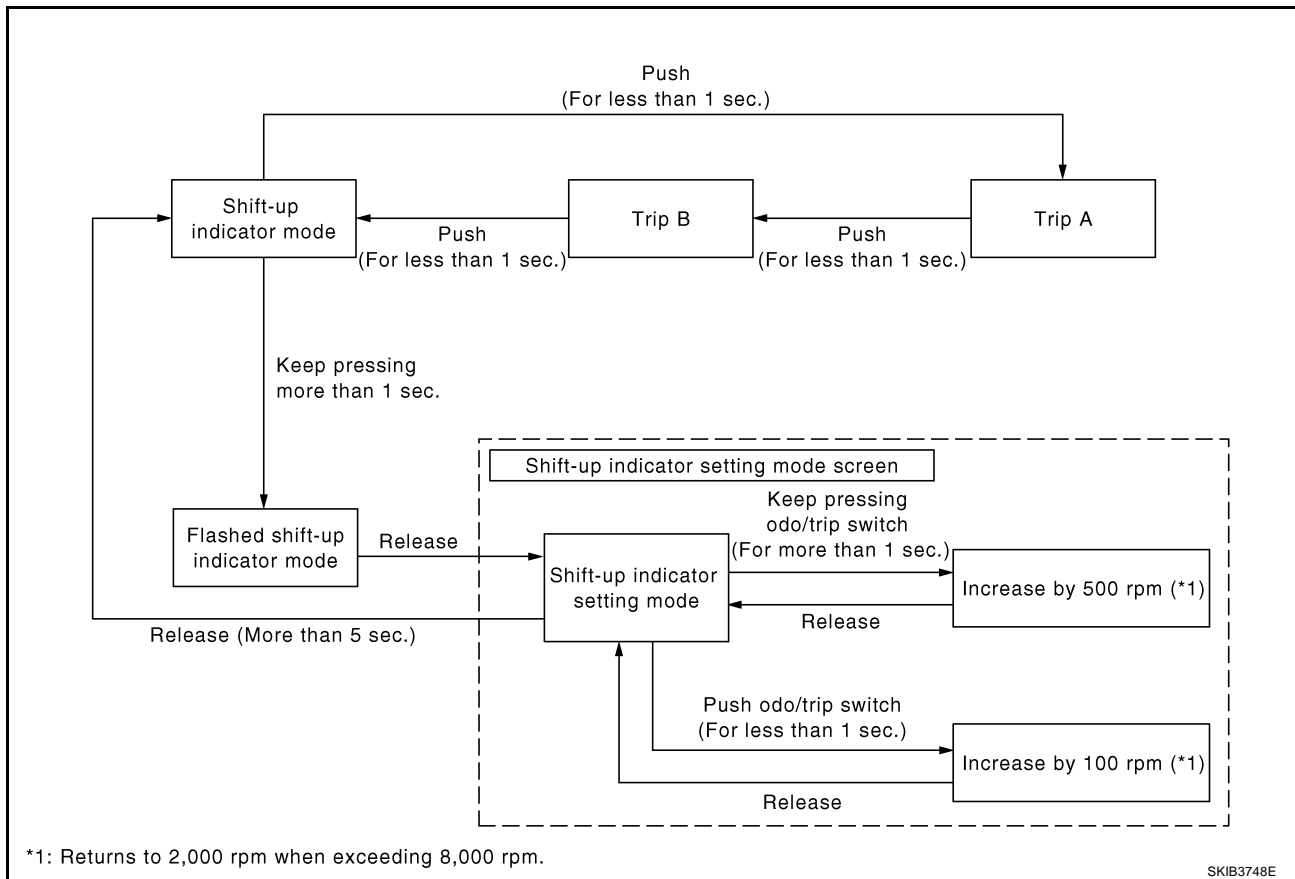 Push
(For less than 1 sec.)
Shift-up
indicator mode
Trip B
Trip A
Push
(For less than 1 sec.)
Push
(For less than 1 sec.)
Keep pressing
more than 1 sec.
Shift-up indicator setting mode screen
Keep pressing
odo/trip switch
(For more than 1 sec.)
Flashed shift-up
indicator mode
Release
Shift-up indicator
setting mode
Increase by 500 rpm (*1)
Release
Release (More than 5 sec.)
Push odo/trip switch
(For less than 1 sec.)
Increase by 100 rpm (*1)
Release
*1: Returns to 2,000 rpm when exceeding 8,000 rpm.
SKIB3748E